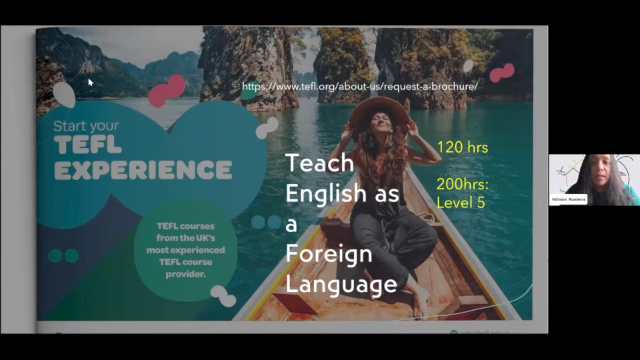 https://www.tefl.org/about-us/request-a-brochure/
Start your
TEFL
EXPERIENCE
TEFL courses
from the UK's
most experienced
TEFL course
provider.
Teach
English as
a
Foreign
Language
120 hrs
200hrs:
Level 5